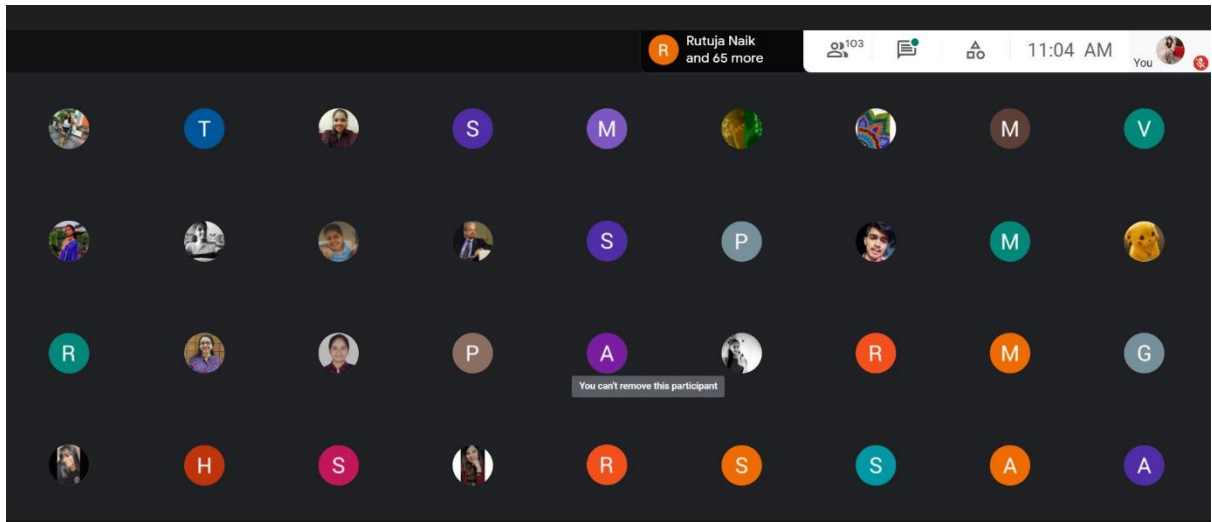 R
Rutuja Naik
and 65 more
103
11:04 AM
You
T
S
M
M
V
S
P
M
R
P
A
R
M
G
You can't remove this participant
H
S
R
S
S
A
A